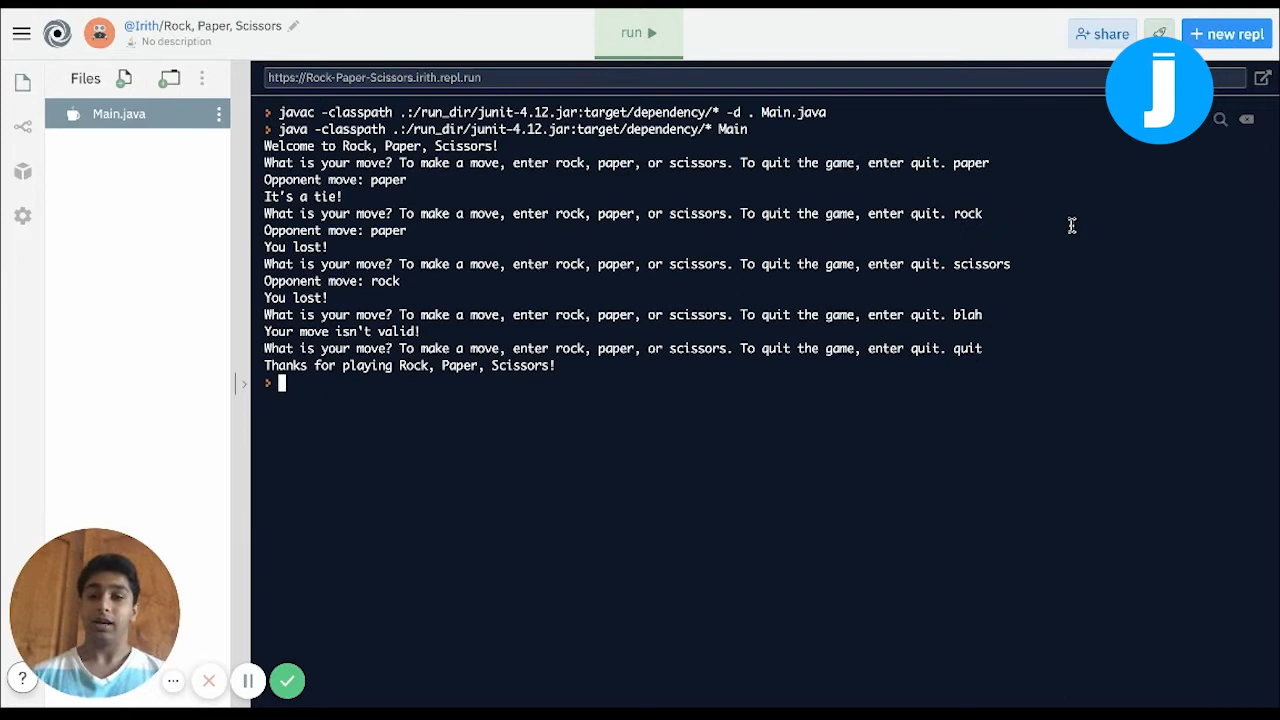 @Irith/Rock, Paper, Scissors
No description
run
share
+ new repl
Files
Main.java
https://Rock-Paper-Scissors.irith.repl.run
J
> javac -classpath .:/run_dir/junit-4.12.jar:target/dependency/* -d . Main.java
> java -classpath .:/run_dir/junit-4.12.jar:target/dependency/* Main
Welcome to Rock, Paper, Scissors!
What is your move? To make a move, enter rock, paper, or scissors. To quit the game, enter quit. paper
Opponent move: paper
It's a tie!
What is your move? To make a move, enter rock, paper, or scissors. To quit the game, enter quit. rock
Opponent move: paper
You lost!
What is your move? To make a move, enter rock, paper, or scissors. To quit the game, enter quit. scissors
Opponent move: rock
You lost!
What is your move? To make a move, enter rock, paper, or scissors. To quit the game, enter quit. blah
Your move isn't valid!
What is your move? To make a move, enter rock, paper, or scissors. To quit the game, enter quit. quit
Thanks for playing Rock, Paper, Scissors!
>
?